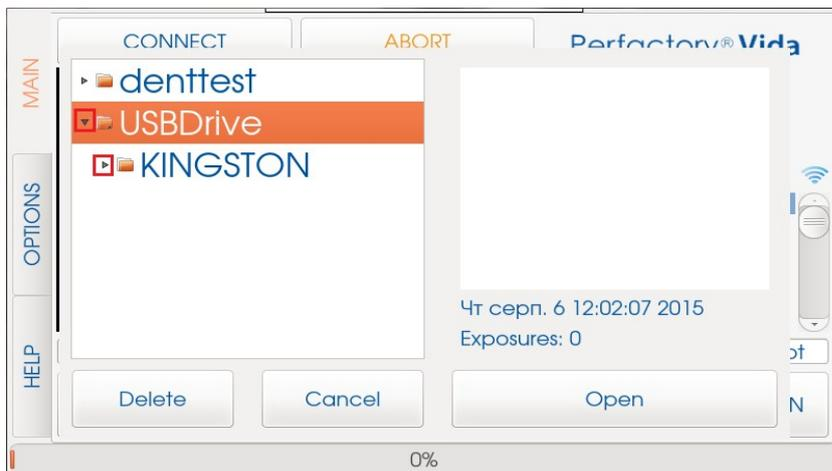 CONNECT
ABORT
Perfactory® Vida
MAIN
OPTIONS
HELP
denttest
USBDrive
KINGSTON
Чт серп. 6 12:02:07 2015
Exposures: 0
Delete
Cancel
Open
0%